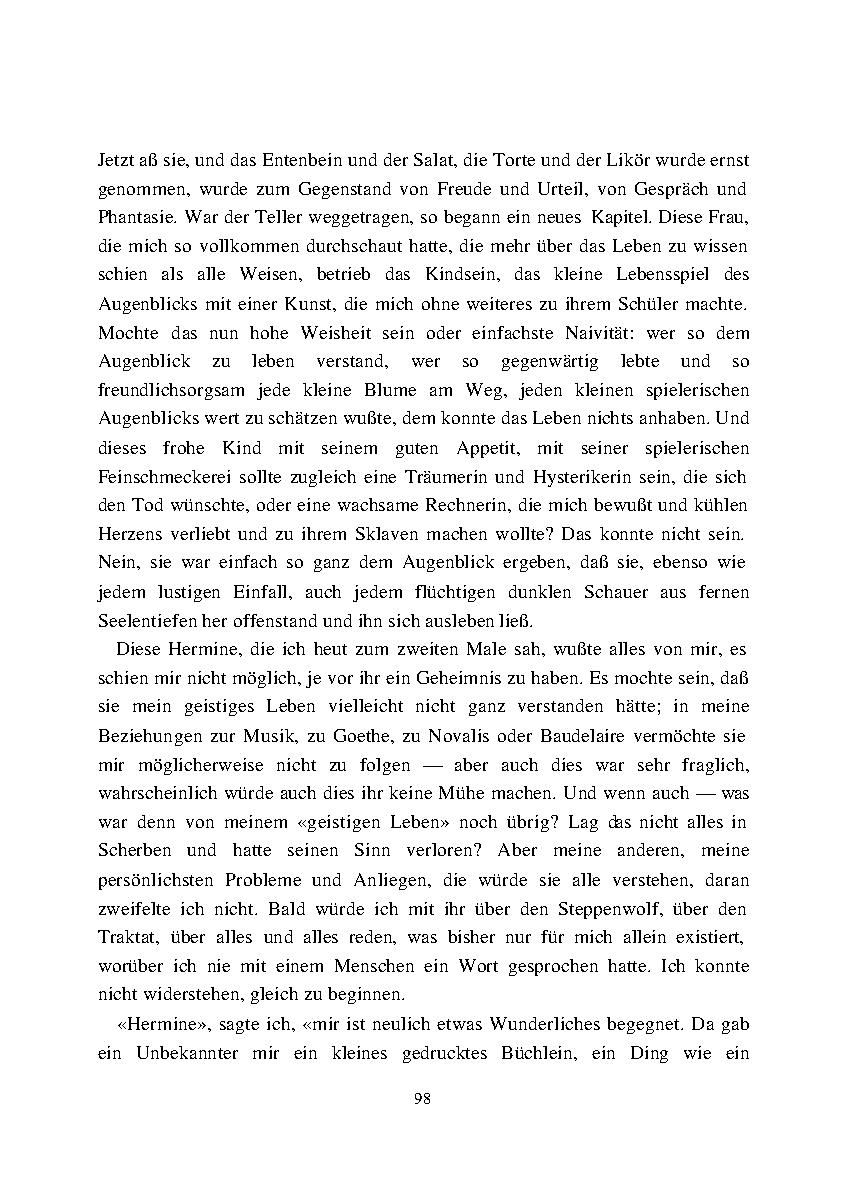 Jetzt aß sie, und das Entenbein und der Salat, die Torte und der Likör wurde ernst
genommen, wurde zum Gegenstand von Freude und Urteil, von Gespräch und
Phantasie. War der Teller weggetragen, so begann ein neues Kapitel. Diese Frau,
die mich so vollkommen durchschaut hatte, die mehr über das Leben zu wissen
schien als alle Weisen, betrieb das Kindsein, das kleine Lebensspiel des
Augenblicks mit einer Kunst, die mich ohne weiteres zu ihrem Schüler machte.
Mochte das nun hohe Weisheit sein oder einfachste Naivität: wer so dem
Augenblick zu leben verstand, wer so gegenwärtig lebte und so
freundlichsorgsam jede kleine Blume am Weg, jeden kleinen spielerischen
Augenblicks wert zu schätzen wußte, dem konnte das Leben nichts anhaben. Und
dieses frohe Kind mit seinem guten Appetit, mit seiner spielerischen
Feinschmeckerei sollte zugleich eine Träumerin und Hysterikerin sein, die sich
den Tod wünschte, oder eine wachsame Rechnerin, die mich bewußt und kühlen
Herzens verliebt und zu ihrem Sklaven machen wollte? Das konnte nicht sein.
Nein, sie war einfach so ganz dem Augenblick ergeben, daß sie, ebenso wie
jedem lustigen Einfall, auch jedem flüchtigen dunklen Schauer aus fernen
Seelentiefen her offenstand und ihn sich ausleben ließ.
Diese Hermine, die ich heut zum zweiten Male sah, wußte alles von mir, es
schien mir nicht möglich, je vor ihr ein Geheimnis zu haben. Es mochte sein, daß
sie mein geistiges Leben vielleicht nicht ganz verstanden hätte; in meine
Beziehungen zur Musik, zu Goethe, zu Novalis oder Baudelaire vermöchte sie
mir möglicherweise nicht zu folgen — aber auch dies war sehr fraglich,
wahrscheinlich würde auch dies ihr keine Mühe machen. Und wenn auch — was
war denn von meinem «geistigen Leben» noch übrig? Lag das nicht alles in
Scherben und hatte seinen Sinn verloren? Aber meine anderen, meine
persönlichsten Probleme und Anliegen, die würde sie alle verstehen, daran
zweifelte ich nicht. Bald würde ich mit ihr über den Steppenwolf, über den
Traktat, über alles und alles reden, was bisher nur für mich allein existiert,
worüber ich nie mit einem Menschen ein Wort gesprochen hatte. Ich konnte
nicht widerstehen, gleich zu beginnen.
«Hermine», sagte ich, «mir ist neulich etwas Wunderliches begegnet. Da gab
ein Unbekannter mir ein kleines gedrucktes Büchlein, ein Ding wie ein
98